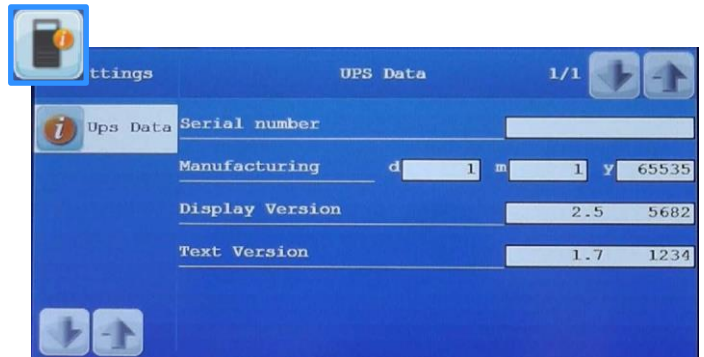 ttings UPS Data 1/1
i Ups Data Serial number
Manufacturing d 1 m 1 y 65535
Display Version 2.5 5682
Text Version 1.7 1234